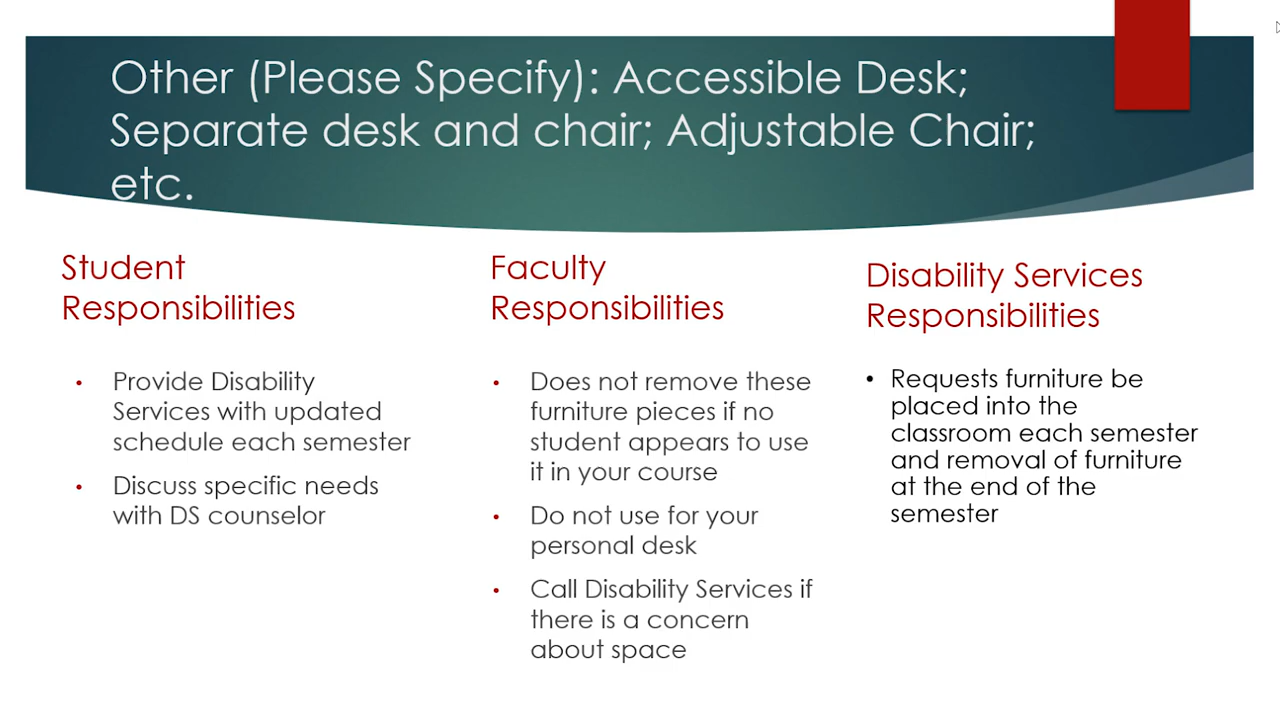 Other (Please Specify): Accessible Desk;
Separate desk and chair; Adjustable Chair;
etc.
Student
Responsibilities
• Provide Disability
Services with updated
schedule each semester
• Discuss specific needs
with DS counselor
Faculty
Responsibilities
• Does not remove these
furniture pieces if no
student appears to use
it in your course
• Do not use for your
personal desk
• Call Disability Services if
there is a concern
about space
Disability Services
Responsibilities
• Requests furniture be
placed into the
classroom each semester
and removal of furniture
at the end of the
semester